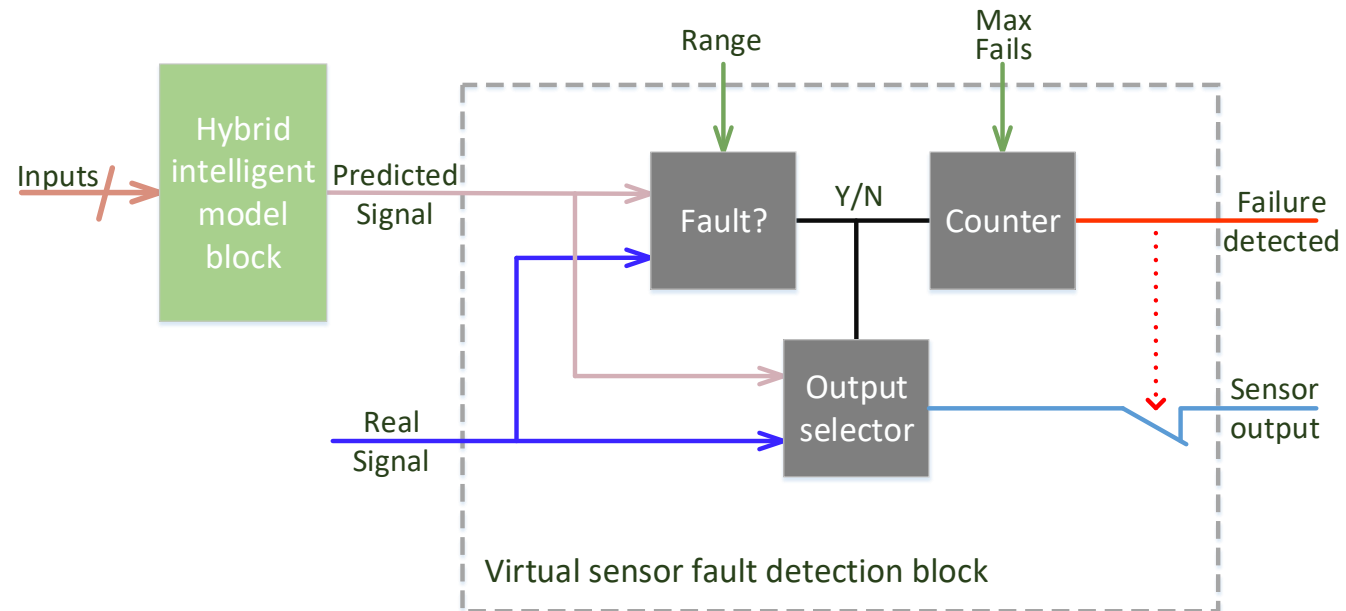 Range
Max
Fails
Hybrid
intelligent
model
block
Inputs
Predicted
Signal
Fault?
Y/N
Counter
Failure
detected
Output
selector
Sensor
output
Real
Signal
Virtual sensor fault detection block